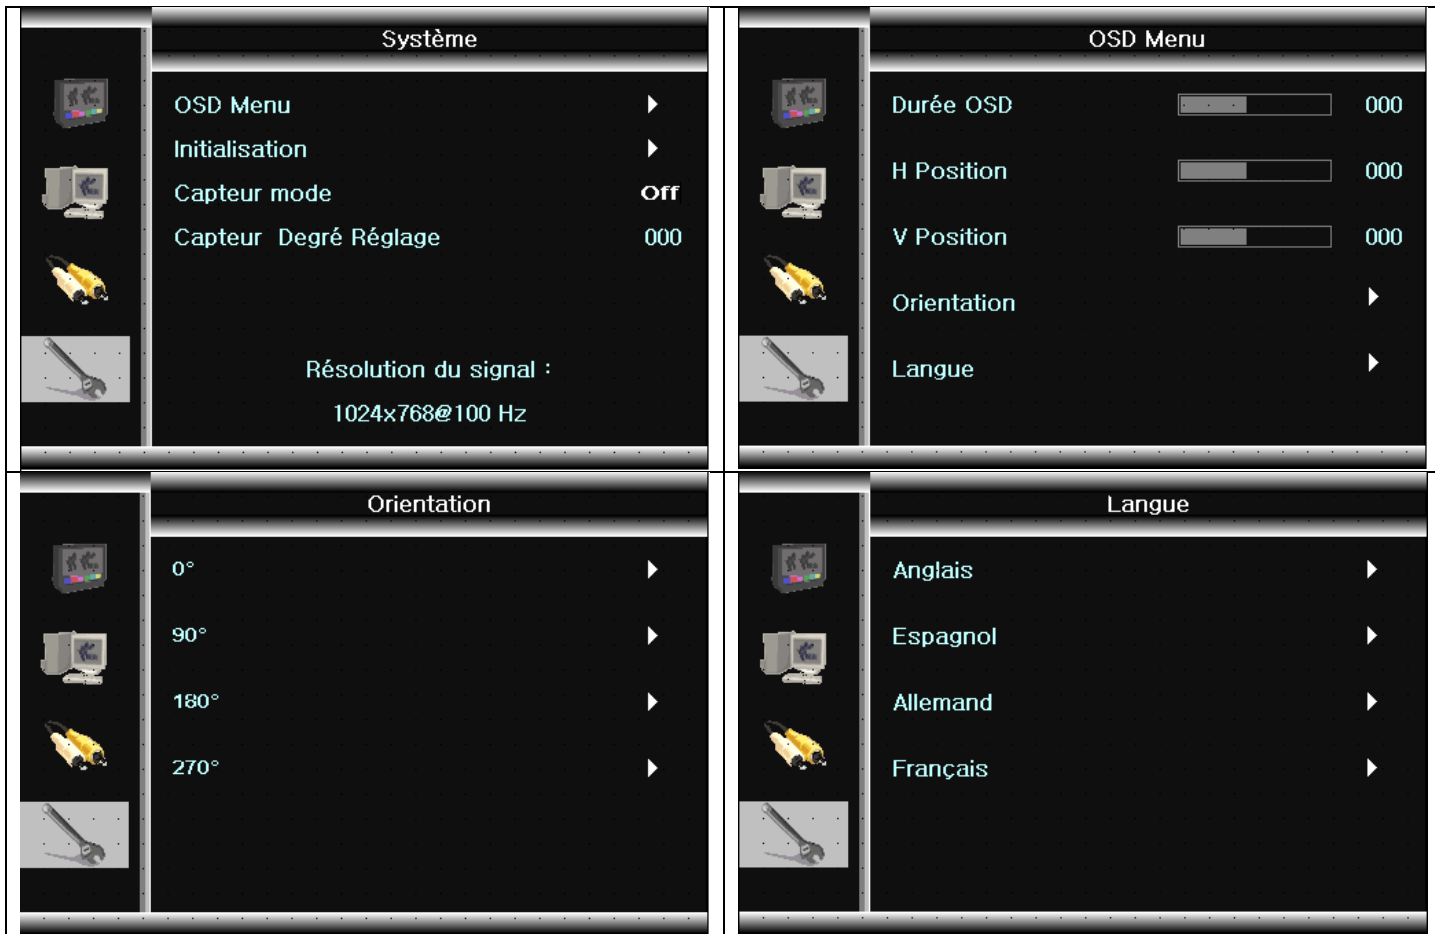 Système
OSD Menu
Initialisation
Capteur mode Off
Capteur Degré Réglage 000
Résolution du signal :
1024x768@100 Hz
OSD Menu
Durée OSD 000
H Position 000
V Position 000
Orientation
Langue
Orientation
0°
90°
180°
270°
Langue
Anglais
Espagnol
Allemand
Français